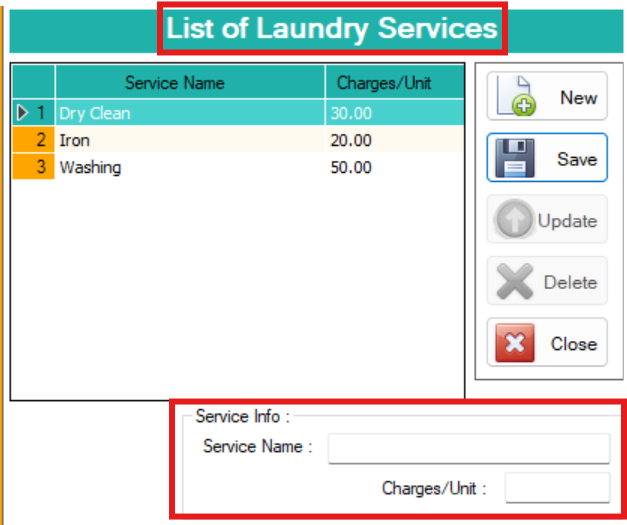 List of Laundry Services
Service Name Charges/Unit
1 Dry Clean 30.00
2 Iron 20.00
3 Washing 50.00
New
Save
Update
Delete
Close
Service Info :
Service Name :
Charges/Unit :